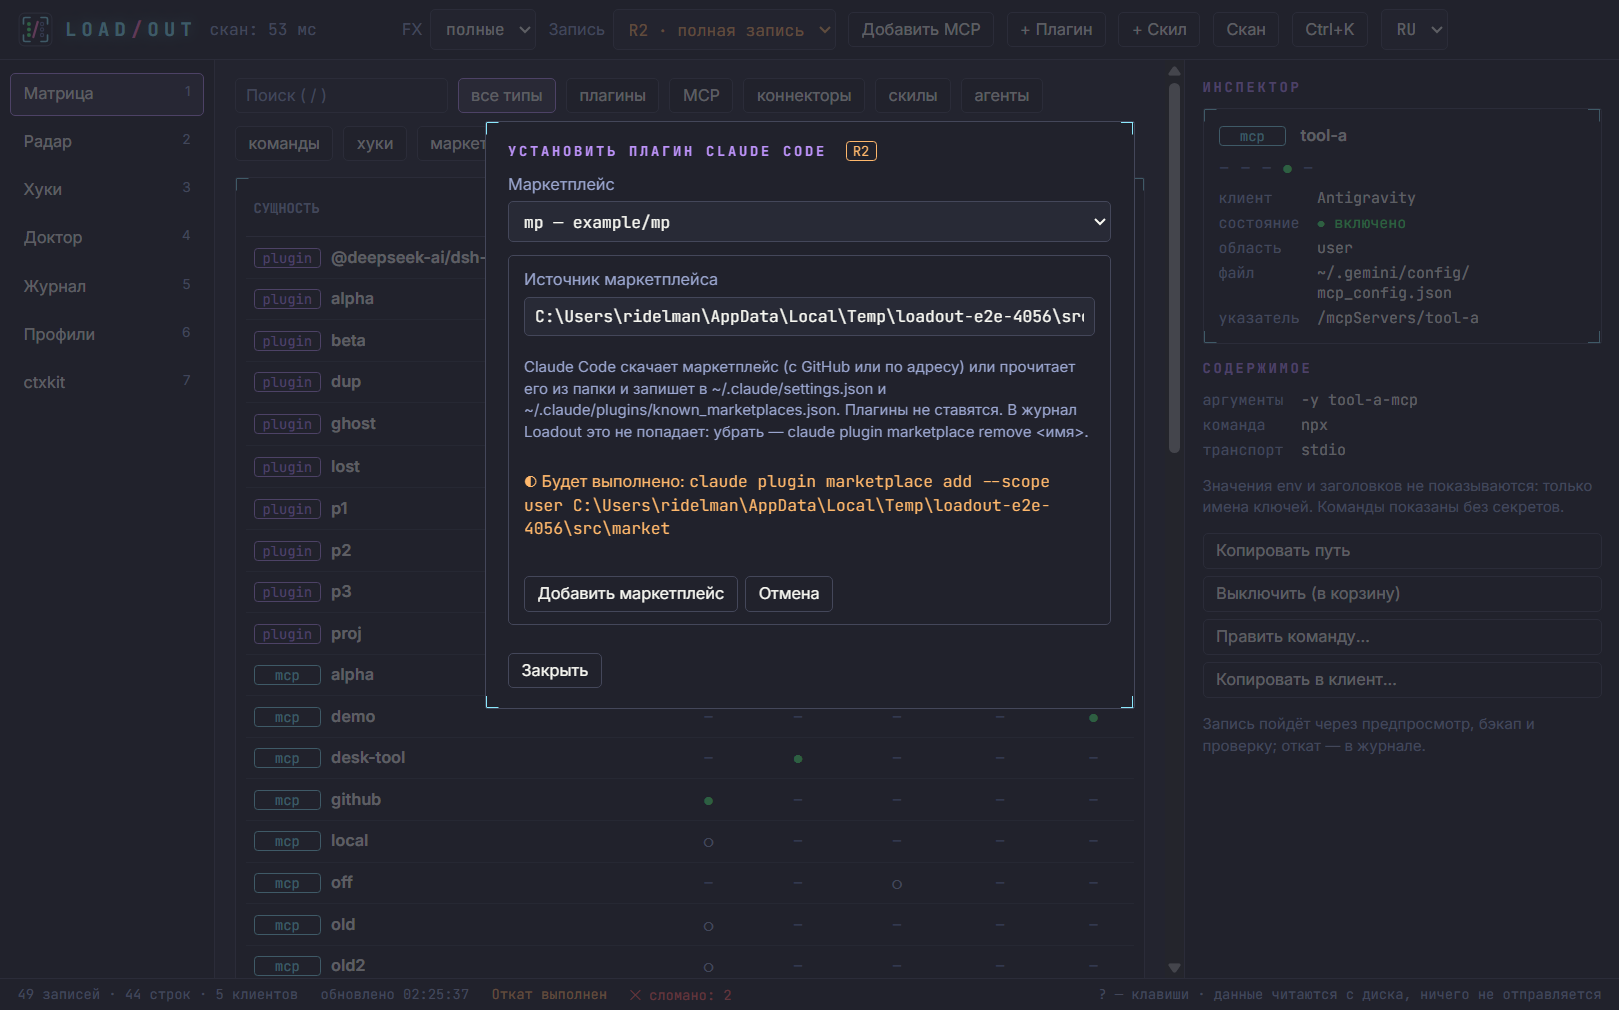 LOAD/OUT скан: 53 мс FX полные Запись R2 · полная запись Добавить MCP + Плагин + Скил Скан Ctrl+K RU
Матрица 1
Радар 2
Хуки 3
Доктор 4
Журнал 5
Профили 6
ctxkit 7
Поиск ( / ) все типы плагины MCP коннекторы скилы агенты
команды хуки маркет
СУЩНОСТЬ
plugin @deepseek-ai/dsh-
plugin alpha
plugin beta
plugin dup
plugin ghost
plugin lost
plugin p1
plugin p2
plugin p3
plugin proj
mcp alpha
mcp demo
mcp desk-tool
mcp github
mcp local
mcp off
mcp old
mcp old2
УСТАНОВИТЬ ПЛАГИН CLAUDE CODE R2
Маркетплейс
mp — example/mp
Источник маркетплейса
C:\Users\ridelman\AppData\Local\Temp\loadout-e2e-4056\src
Claude Code скачает маркетплейс (с GitHub или по адресу) или прочитает
его из папки и запишет в ~/.claude/settings.json и
~/.claude/plugins/known_marketplaces.json. Плагины не ставятся. В журнал
Loadout это не попадает: убрать — claude plugin marketplace remove <имя>.
Будет выполнено: claude plugin marketplace add --scope
user C:\Users\ridelman\AppData\Local\Temp\loadout-e2e-
4056\src\market
Добавить маркетплейс Отмена
Закрыть
ИНСПЕКТОР
mcp tool-a
клиент Antigravity
состояние ● включено
область user
файл ~/.gemini/config/
mcp_config.json
указатель /mcpServers/tool-a
СОДЕРЖИМОЕ
аргументы -y tool-a-mcp
команда npx
транспорт stdio
Значения env и заголовков не показываются: только
имена ключей. Команды показаны без секретов.
Копировать путь
Выключить (в корзину)
Править команду...
Копировать в клиент...
Запись пойдёт через предпросмотр, бэкап и
проверку; откат — в журнале.
49 записей · 44 строк · 5 клиентов обновлено 02:25:37 Откат выполнен ✕ сломано: 2 ? — клавиши · данные читаются с диска, ничего не отправляется